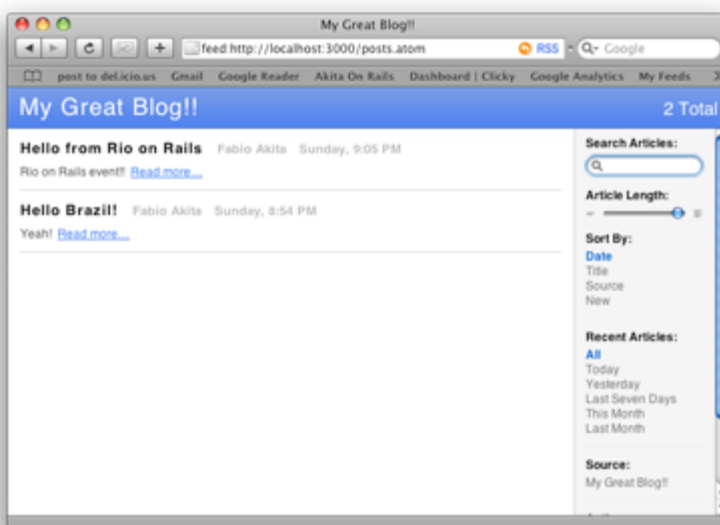 My Great Blog!!
feed:http://localhost:3000/posts.atom RSS Google
post to del.icio.us Gmail Google Reader Akita On Rails Dashboard | Clicky Google Analytics My Feeds
My Great Blog!! 2 Total
Hello from Rio on Rails Fabio Akita Sunday, 9:05 PM
Rio on Rails event!! Read more...
Hello Brazil! Fabio Akita Sunday, 8:54 PM
Yeah! Read more...
Search Articles:
Article Length:
Sort By:
Date
Title
Source
New
Recent Articles:
All
Today
Yesterday
Last Seven Days
This Month
Last Month
Source:
My Great Blog!!